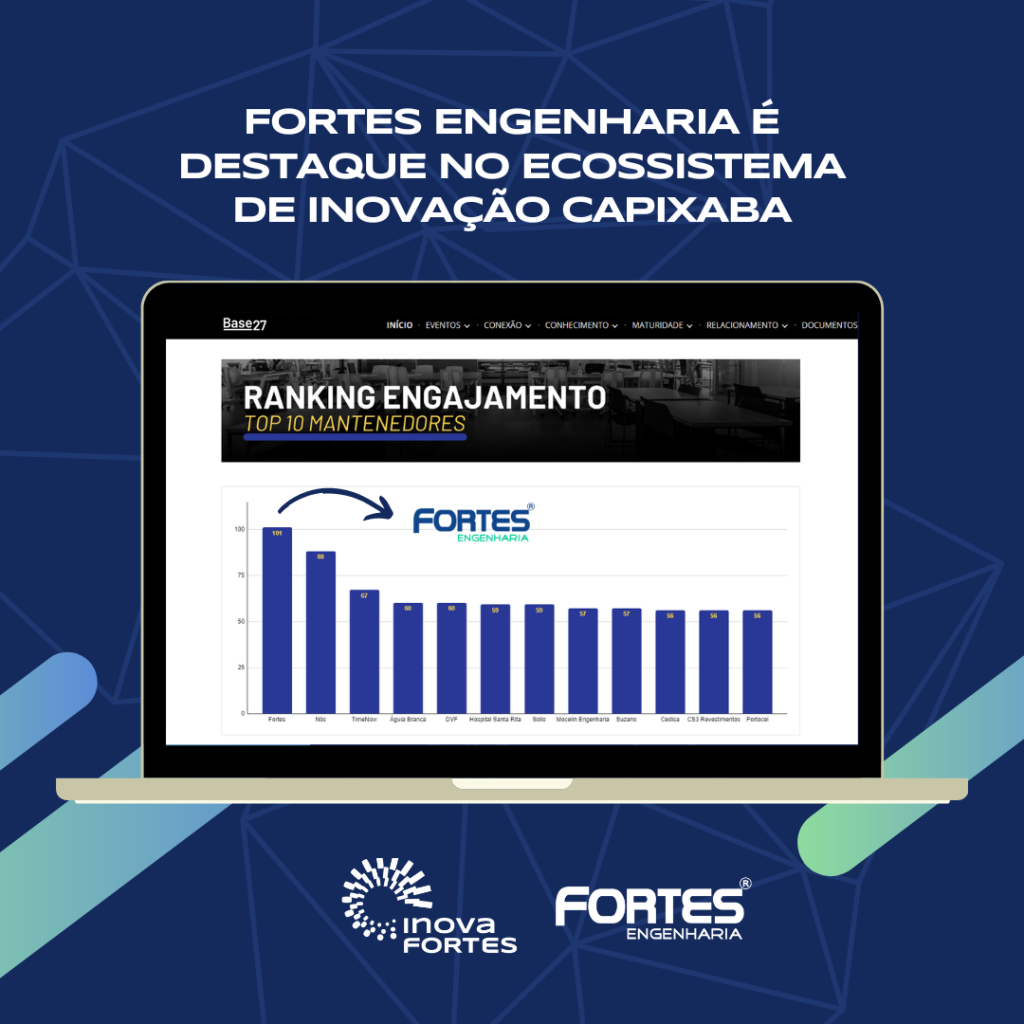 FORTES ENGENHARIA É
DESTAQUE NO ECOSSISTEMA
DE INOVAÇÃO CAPIXABA
Base27
INÍCIO · EVENTOS · CONEXÃO · CONHECIMENTO · MATURIDADE · RELACIONAMENTO · DOCUMENTOS
RANKING ENGAJAMENTO
TOP 10 MANTENEDORES
FORTES®
ENGENHARIA
100
75
50
25
0
101 88 67 60 60 59 59 57 57 56 56 56
Fortes Nós TimeNow Águia Branca DVF Hospital Santa Rita Solo Mocelin Engenharia Suzano Cedisa CS3 Revestimentos Portocel
inova
FORTES
FORTES®
ENGENHARIA